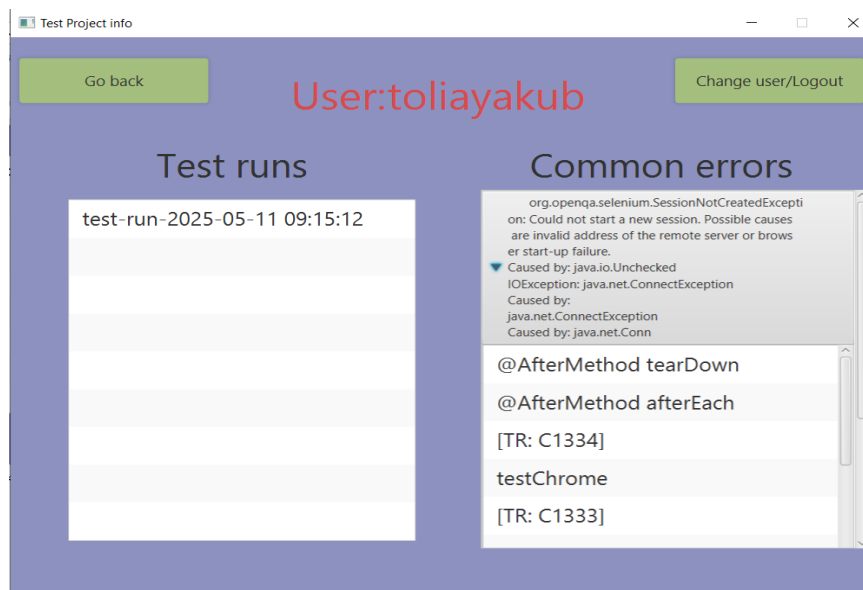 Test Project info
Go back
User:toliayakub
Change user/Logout
Test runs
test-run-2025-05-11 09:15:12
Common errors
org.openqa.selenium.SessionNotCreatedExcepti
on: Could not start a new session. Possible causes
are invalid address of the remote server or brows
er start-up failure.
Caused by: java.io.Unchecked
IOException: java.net.ConnectException
Caused by:
java.net.ConnectException
Caused by: java.net.Conn
@AfterMethod tearDown
@AfterMethod afterEach
[TR: C1334]
testChrome
[TR: C1333]